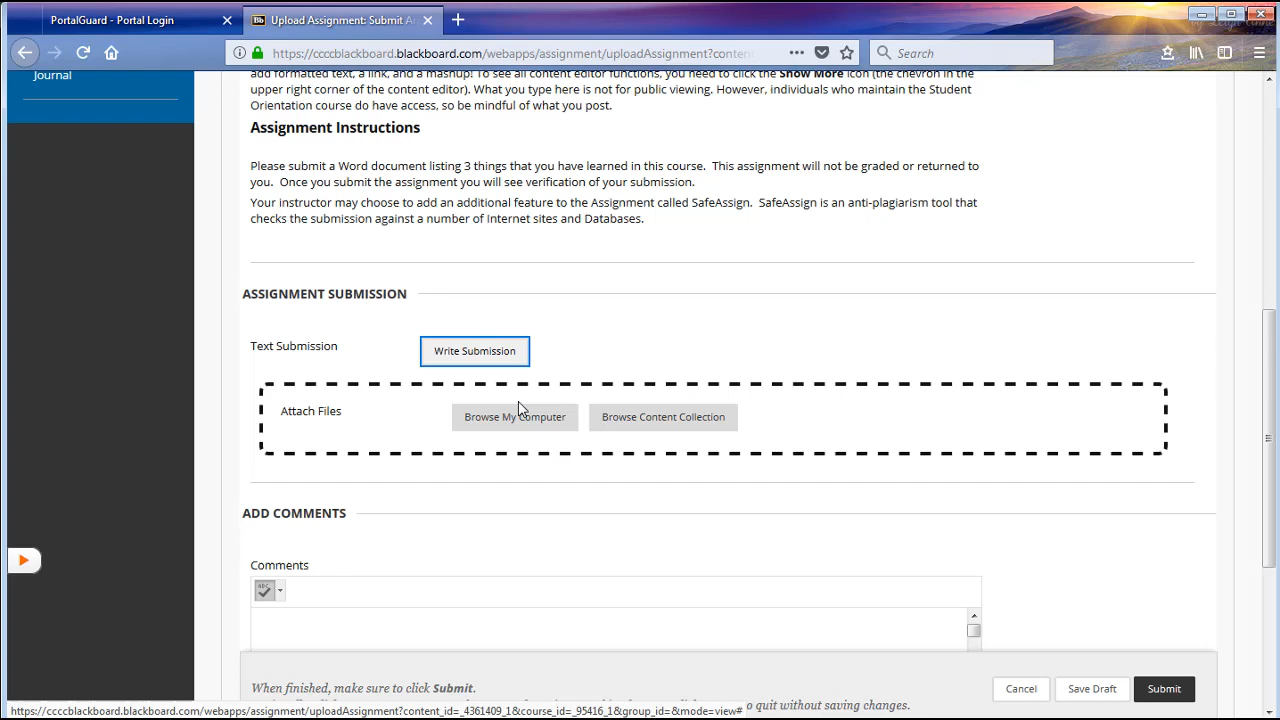 PortalGuard - Portal Login
Bb Upload Assignment: Submit A
https://ccccblackboard.blackboard.com/webapps/assignment/uploadAssignment?conten
Search
Journal
add formatted text, a link, and a mashup! To see all content editor functions, you need to click the Show More icon (the chevron in the
upper right corner of the content editor). What you type here is not for public viewing. However, individuals who maintain the Student
Orientation course do have access, so be mindful of what you post.
Assignment Instructions
Please submit a Word document listing 3 things that you have learned in this course. This assignment will not be graded or returned to
you. Once you submit the assignment you will see verification of your submission.
Your instructor may choose to add an additional feature to the Assignment called SafeAssign. SafeAssign is an anti-plagiarism tool that
checks the submission against a number of Internet sites and Databases.
ASSIGNMENT SUBMISSION
Text Submission
Write Submission
Attach Files
Browse My Computer
Browse Content Collection
ADD COMMENTS
Comments
ABC
When finished, make sure to click Submit.
Cancel
Save Draft
Submit
o quit without saving changes.
https://ccccblackboard.blackboard.com/webapps/assignment/uploadAssignment?content_id=_4361409_1&course_id=_95416_1&group_id=&mode=view#